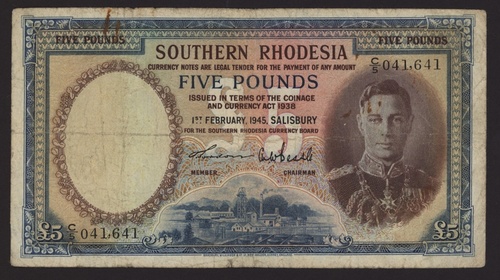 FIVE POUNDS
FIVE POUNDS
SOUTHERN RHODESIA
CURRENCY NOTES ARE LEGAL TENDER FOR THE PAYMENT OF ANY AMOUNT
C/5 041,641
FIVE POUNDS
ISSUED IN TERMS OF THE COINAGE
AND CURRENCY ACT 1938
1ST FEBRUARY, 1945, SALISBURY
FOR THE SOUTHERN RHODESIA CURRENCY BOARD
MEMBER
CHAIRMAN
£5
C/5 041,641
£5